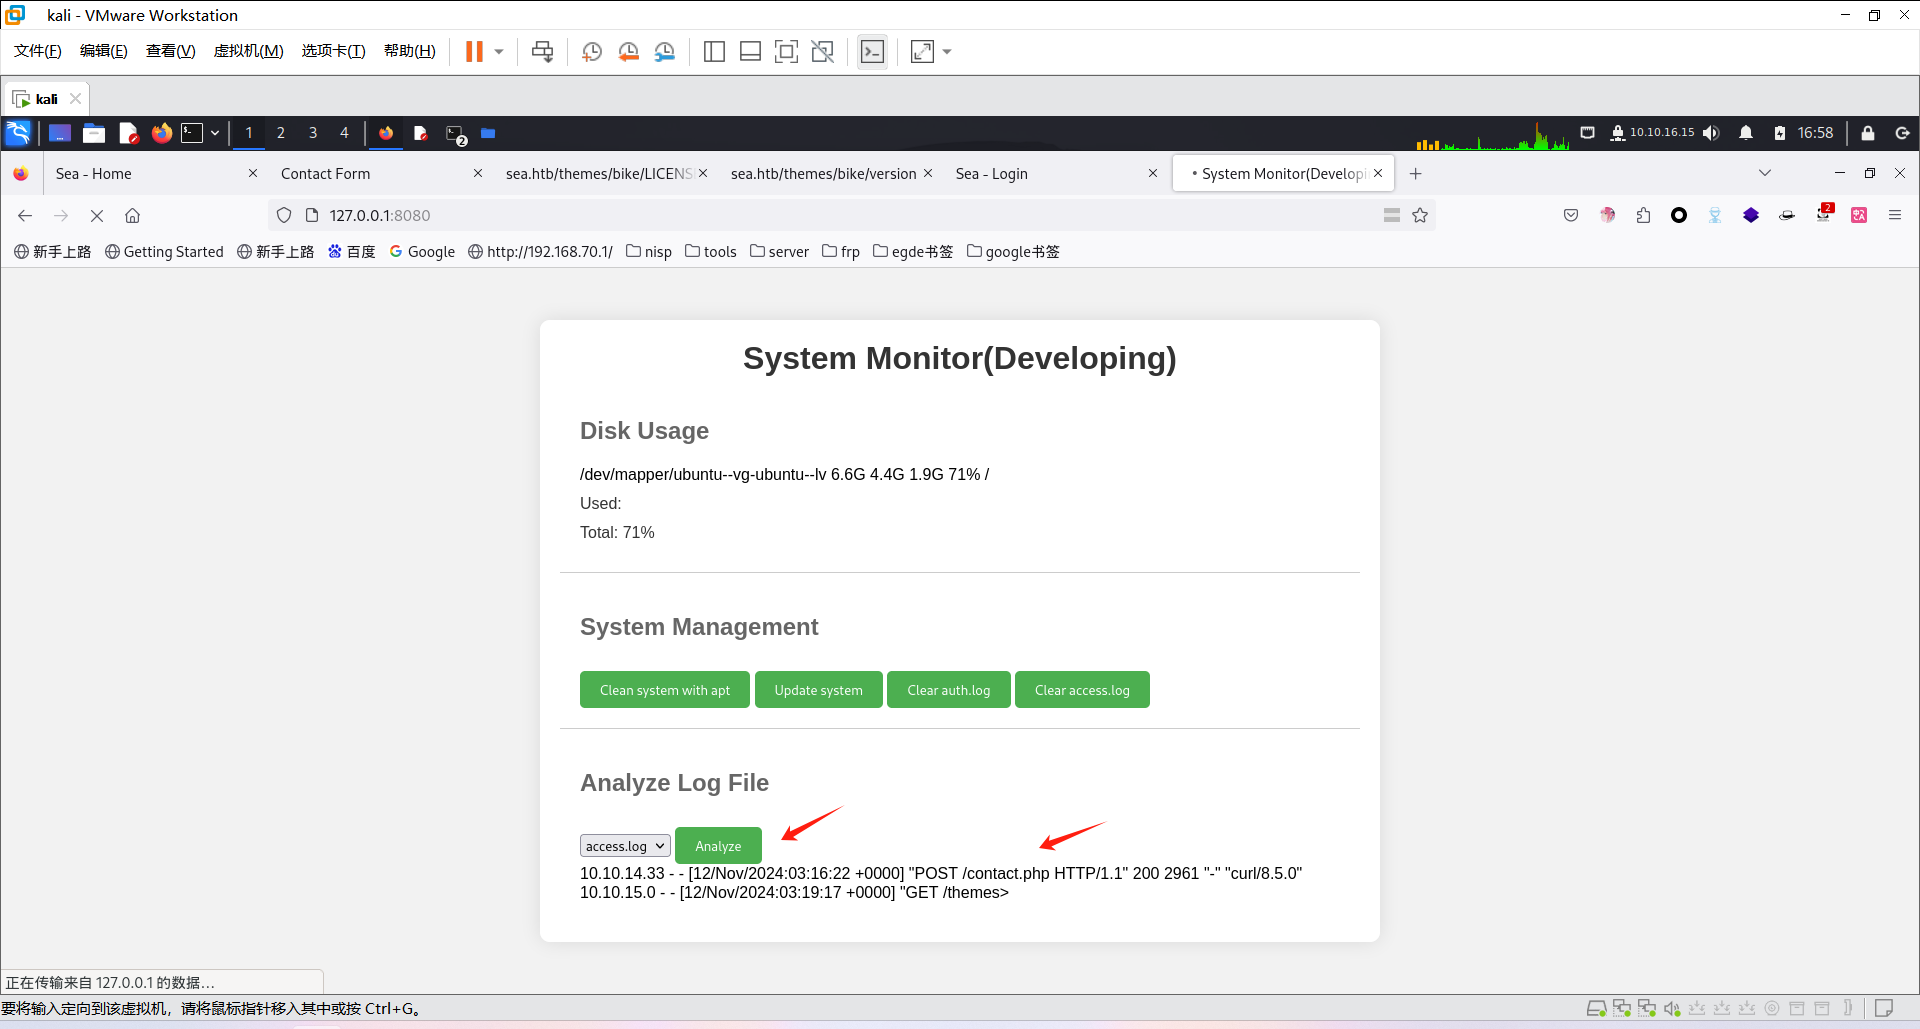 kali - VMware Workstation
文件(F) 编辑(E) 查看(V) 虚拟机(M) 选项卡(T) 帮助(H)
kali
1 2 3 4 2 10.10.16.15 16:58
Sea - Home Contact Form sea.htb/themes/bike/LICENS sea.htb/themes/bike/version Sea - Login System Monitor(Developi
127.0.0.1:8080 2
新手上路 Getting Started 新手上路 百度 Google http://192.168.70.1/ nisp tools server frp egde书签 google书签
System Monitor(Developing)
Disk Usage
/dev/mapper/ubuntu--vg-ubuntu--lv 6.6G 4.4G 1.9G 71% /
Used:
Total: 71%
System Management
Clean system with apt Update system Clear auth.log Clear access.log
Analyze Log File
access.log Analyze
10.10.14.33 - - [12/Nov/2024:03:16:22 +0000] "POST /contact.php HTTP/1.1" 200 2961 "-" "curl/8.5.0"
10.10.15.0 - - [12/Nov/2024:03:19:17 +0000] "GET /themes>
正在传输来自 127.0.0.1 的数据…
要将输入定向到该虚拟机，请将鼠标指针移入其中或按 Ctrl+G。